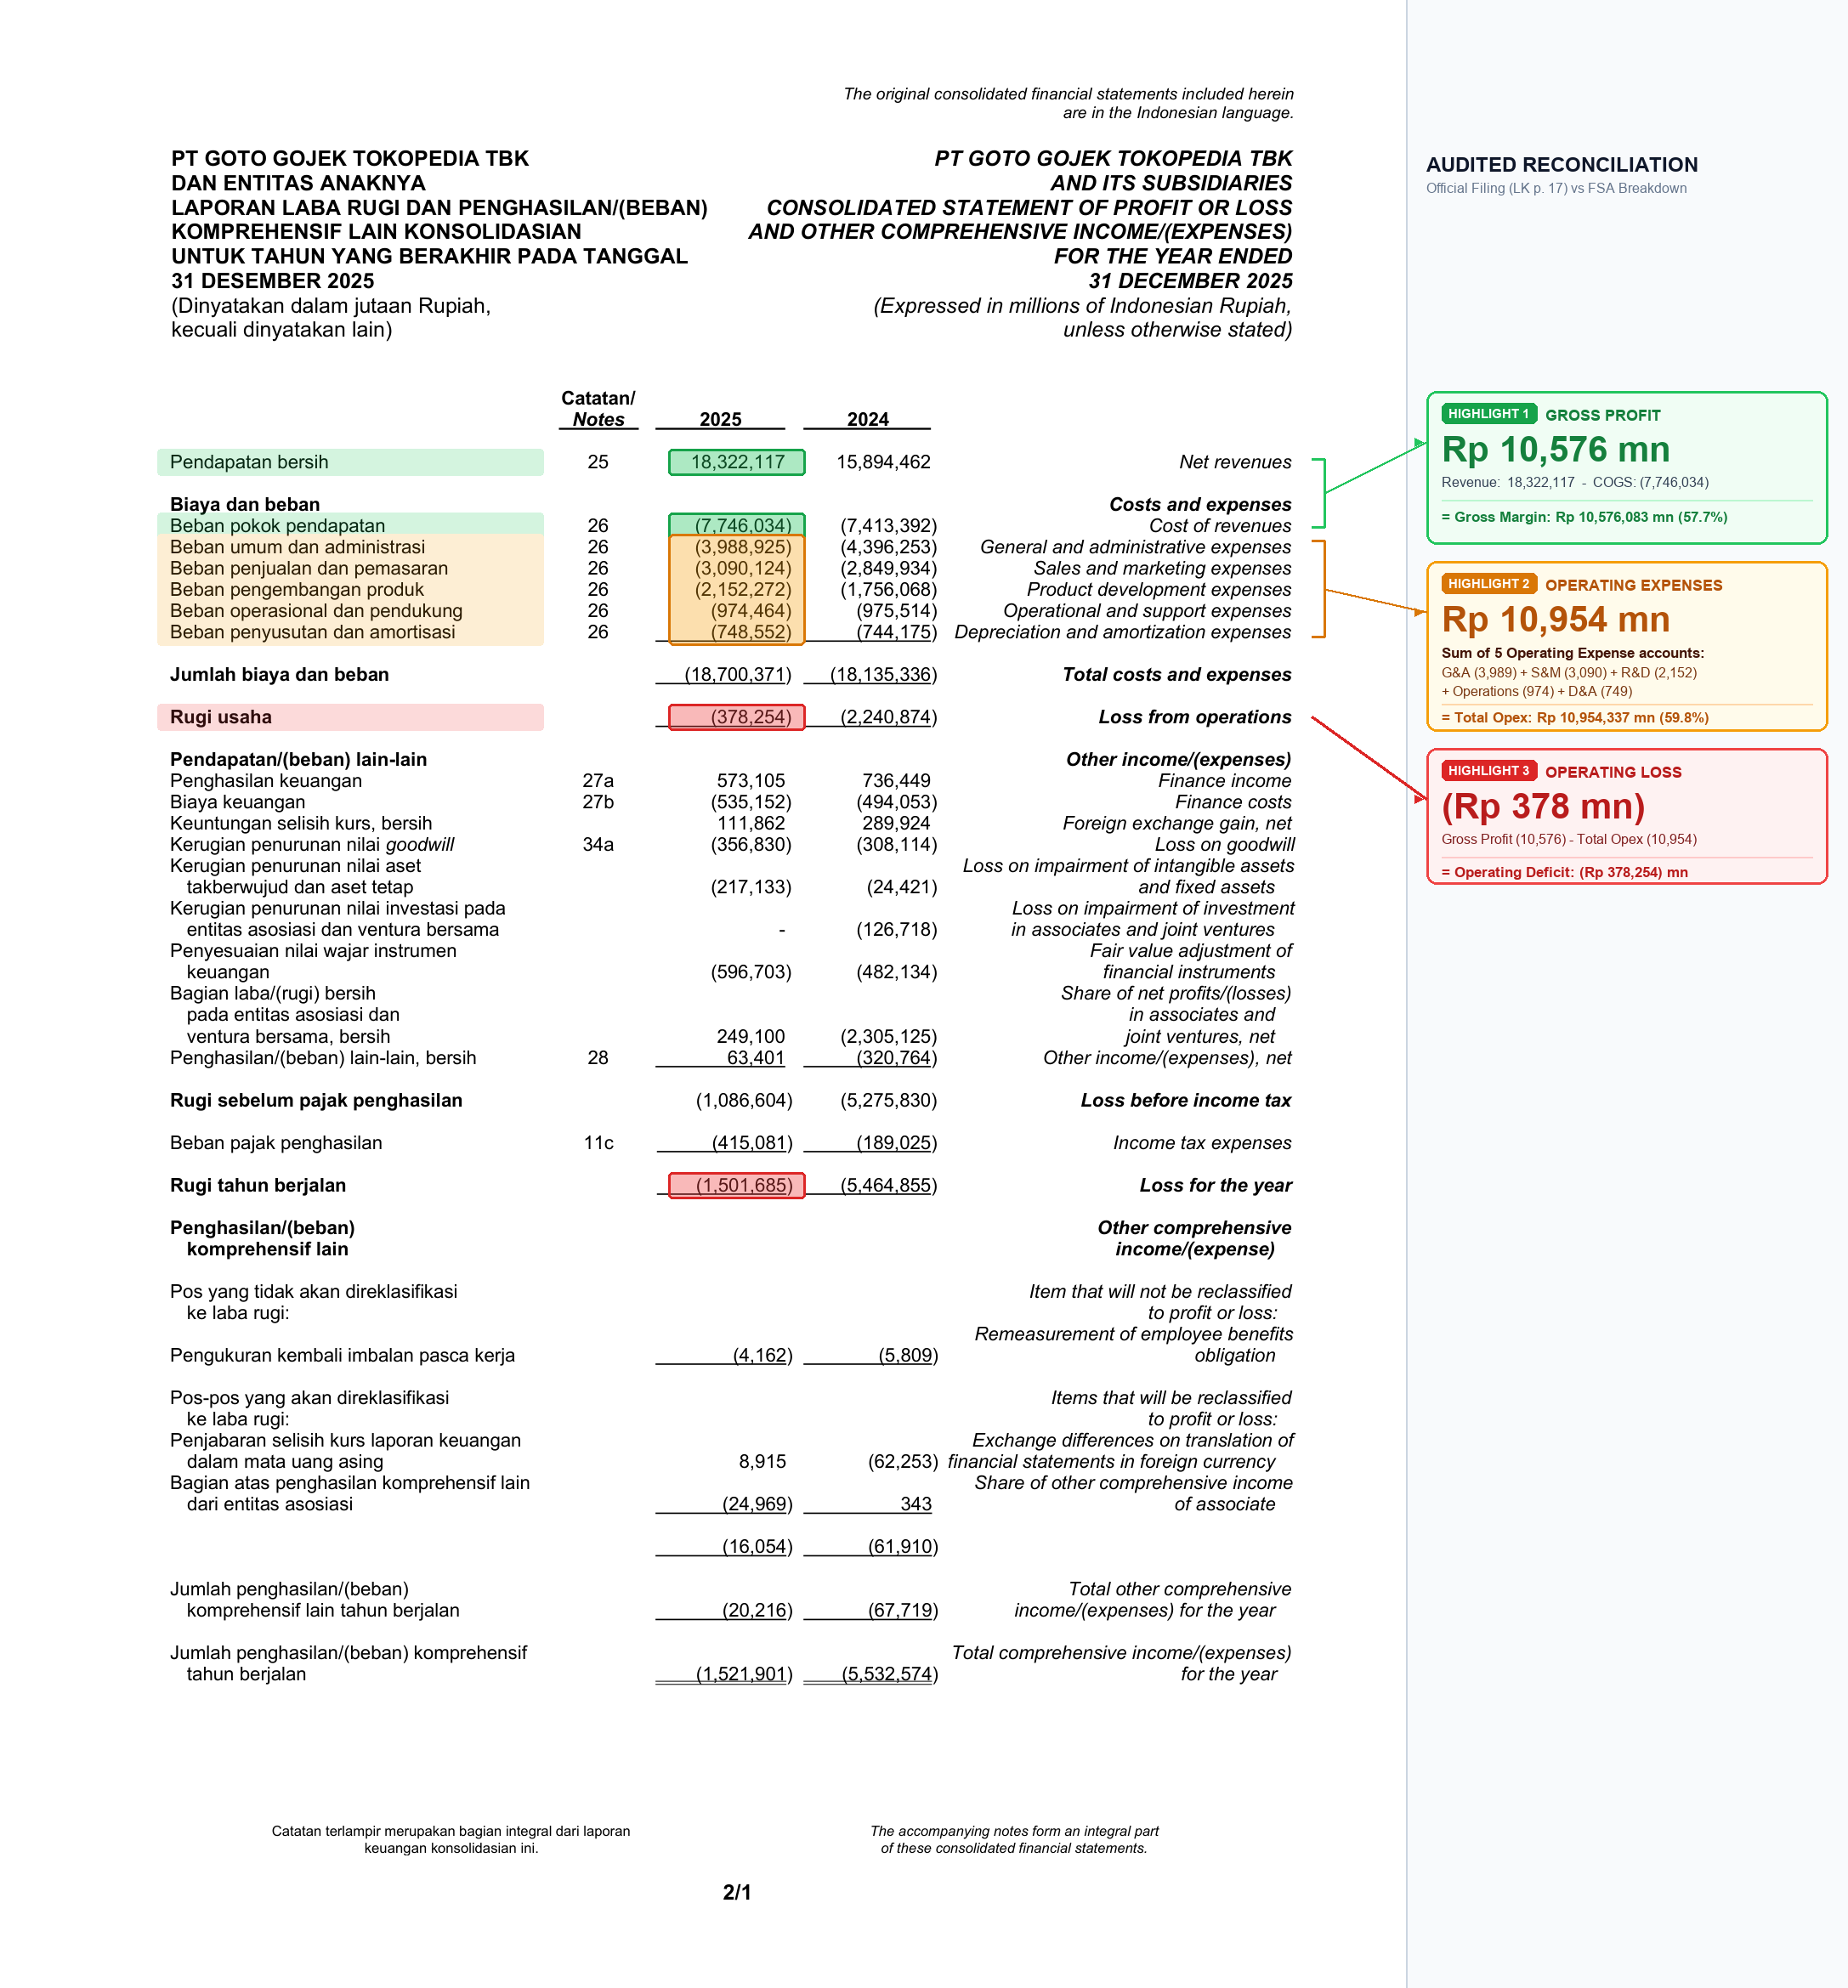 The original consolidated financial statements included herein
are in the Indonesian language.
PT GOTO GOJEK TOKOPEDIA TBK
DAN ENTITAS ANAKNYA
LAPORAN LABA RUGI DAN PENGHASILAN/(BEBAN)
KOMPREHENSIF LAIN KONSOLIDASIAN
UNTUK TAHUN YANG BERAKHIR PADA TANGGAL
31 DESEMBER 2025
(Dinyatakan dalam jutaan Rupiah,
kecuali dinyatakan lain)
PT GOTO GOJEK TOKOPEDIA TBK
AND ITS SUBSIDIARIES
CONSOLIDATED STATEMENT OF PROFIT OR LOSS
AND OTHER COMPREHENSIVE INCOME/(EXPENSES)
FOR THE YEAR ENDED
31 DECEMBER 2025
(Expressed in millions of Indonesian Rupiah,
unless otherwise stated)
Catatan/
Notes 2025 2024
Pendapatan bersih 25 18,322,117 15,894,462 Net revenues
Biaya dan beban Costs and expenses
Beban pokok pendapatan 26 (7,746,034) (7,413,392) Cost of revenues
Beban umum dan administrasi 26 (3,988,925) (4,396,253) General and administrative expenses
Beban penjualan dan pemasaran 26 (3,090,124) (2,849,934) Sales and marketing expenses
Beban pengembangan produk 26 (2,152,272) (1,756,068) Product development expenses
Beban operasional dan pendukung 26 (974,464) (975,514) Operational and support expenses
Beban penyusutan dan amortisasi 26 (748,552) (744,175) Depreciation and amortization expenses
Jumlah biaya dan beban (18,700,371) (18,135,336) Total costs and expenses
Rugi usaha (378,254) (2,240,874) Loss from operations
Pendapatan/(beban) lain-lain Other income/(expenses)
Penghasilan keuangan 27a 573,105 736,449 Finance income
Biaya keuangan 27b (535,152) (494,053) Finance costs
Keuntungan selisih kurs, bersih 111,862 289,924 Foreign exchange gain, net
Kerugian penurunan nilai goodwill 34a (356,830) (308,114) Loss on goodwill
Kerugian penurunan nilai aset Loss on impairment of intangible assets
takberwujud dan aset tetap (217,133) (24,421) and fixed assets
Kerugian penurunan nilai investasi pada Loss on impairment of investment
entitas asosiasi dan ventura bersama - (126,718) in associates and joint ventures
Penyesuaian nilai wajar instrumen Fair value adjustment of
keuangan (596,703) (482,134) financial instruments
Bagian laba/(rugi) bersih Share of net profits/(losses)
pada entitas asosiasi dan in associates and
ventura bersama, bersih 249,100 (2,305,125) joint ventures, net
Penghasilan/(beban) lain-lain, bersih 28 63,401 (320,764) Other income/(expenses), net
Rugi sebelum pajak penghasilan (1,086,604) (5,275,830) Loss before income tax
Beban pajak penghasilan 11c (415,081) (189,025) Income tax expenses
Rugi tahun berjalan (1,501,685) (5,464,855) Loss for the year
Penghasilan/(beban) Other comprehensive
komprehensif lain income/(expense)
Pos yang tidak akan direklasifikasi Item that will not be reclassified
ke laba rugi: to profit or loss:
Remeasurement of employee benefits
Pengukuran kembali imbalan pasca kerja (4,162) (5,809) obligation
Pos-pos yang akan direklasifikasi Items that will be reclassified
ke laba rugi: to profit or loss:
Penjabaran selisih kurs laporan keuangan Exchange differences on translation of
dalam mata uang asing 8,915 (62,253) financial statements in foreign currency
Bagian atas penghasilan komprehensif lain Share of other comprehensive income
dari entitas asosiasi (24,969) 343 of associate
(16,054) (61,910)
Jumlah penghasilan/(beban) Total other comprehensive
komprehensif lain tahun berjalan (20,216) (67,719) income/(expenses) for the year
Jumlah penghasilan/(beban) komprehensif Total comprehensive income/(expenses)
tahun berjalan (1,521,901) (5,532,574) for the year
Catatan terlampir merupakan bagian integral dari laporan
keuangan konsolidasian ini.
The accompanying notes form an integral part
of these consolidated financial statements.
2/1
AUDITED RECONCILIATION
Official Filing (LK p. 17) vs FSA Breakdown
HIGHLIGHT 1 GROSS PROFIT
Rp 10,576 mn
Revenue: 18,322,117 - COGS: (7,746,034)
= Gross Margin: Rp 10,576,083 mn (57.7%)
HIGHLIGHT 2 OPERATING EXPENSES
Rp 10,954 mn
Sum of 5 Operating Expense accounts:
G&A (3,989) + S&M (3,090) + R&D (2,152)
+ Operations (974) + D&A (749)
= Total Opex: Rp 10,954,337 mn (59.8%)
HIGHLIGHT 3 OPERATING LOSS
(Rp 378 mn)
Gross Profit (10,576) - Total Opex (10,954)
= Operating Deficit: (Rp 378,254) mn